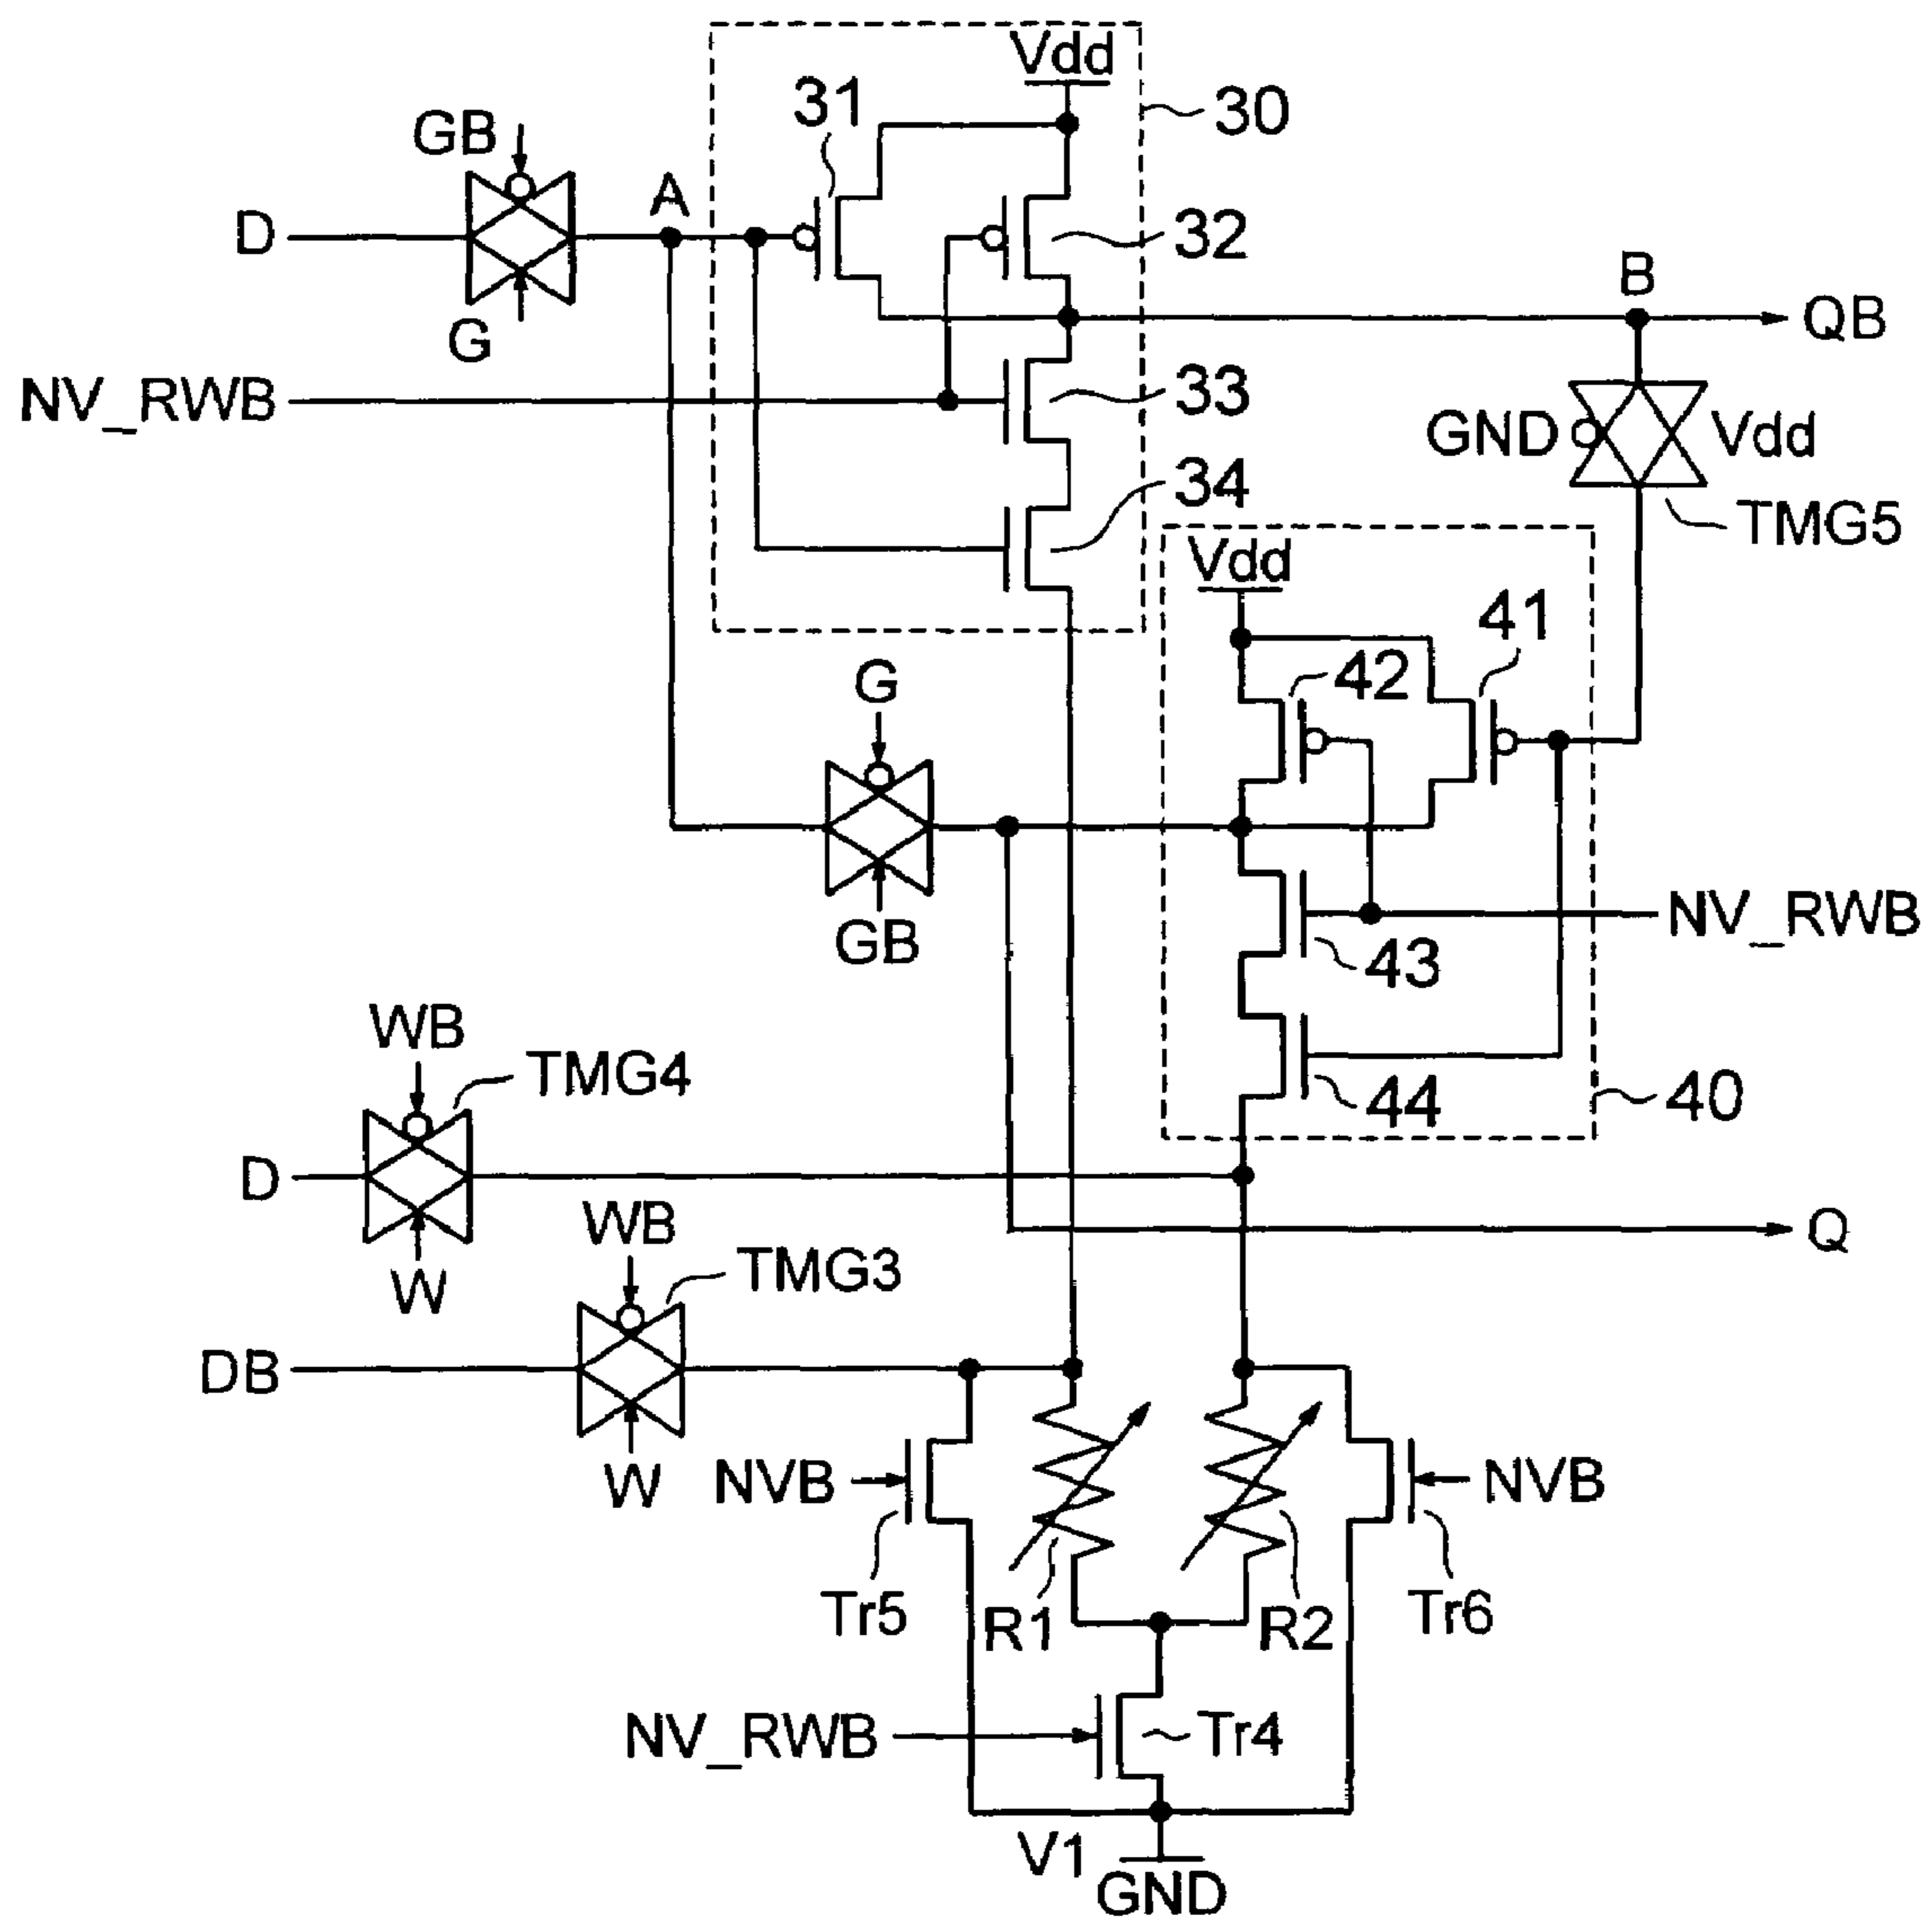 Vdd
31
30
GB
A
D
32
B
G
QB
33
NV_RWB
GND
Vdd
34
TMG5
Vdd
41
G
42
NV_RWB
GB
43
WB
TMG4
44
40
D
WB
Q
W
TMG3
DB
W
NVB
NVB
Tr5
R1
R2
Tr6
NV_RWB
Tr4
V1
GND